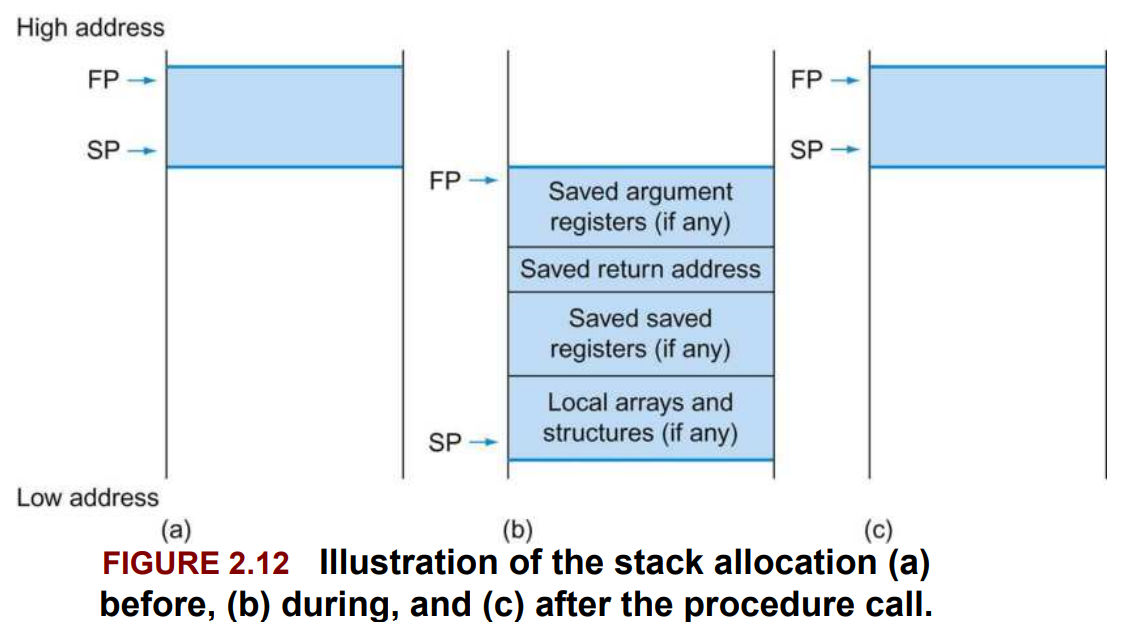 High address
FP
SP
FP
SP
Saved argument
registers (if any)
Saved return address
Saved saved
registers (if any)
Local arrays and
structures (if any)
FP
SP
Low address
(a)
(b)
(c)
FIGURE 2.12 Illustration of the stack allocation (a)
before, (b) during, and (c) after the procedure call.